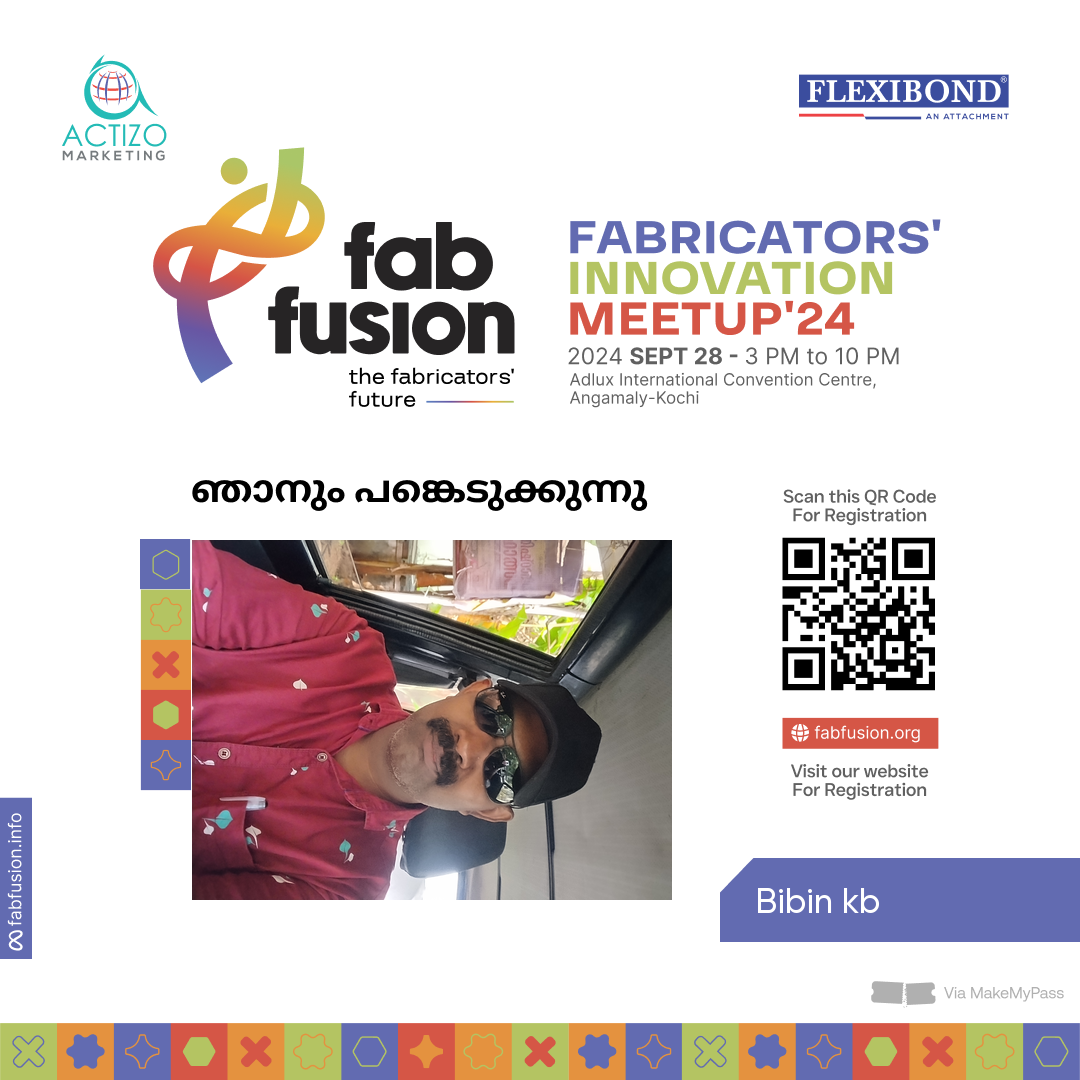 ACTIZO
MARKETING
FLEXIBOND®
AN ATTACHMENT
fab
fusion
the fabricators'
future
FABRICATORS'
INNOVATION
MEETUP'24
2024 SEPT 28 - 3 PM to 10 PM
Adlux International Convention Centre,
Angamaly-Kochi
ഞാനും പങ്കെടുക്കുന്നു
Scan this QR Code
For Registration
fabfusion.org
Visit our website
For Registration
fabfusion.info
Bibin kb
Via MakeMyPass